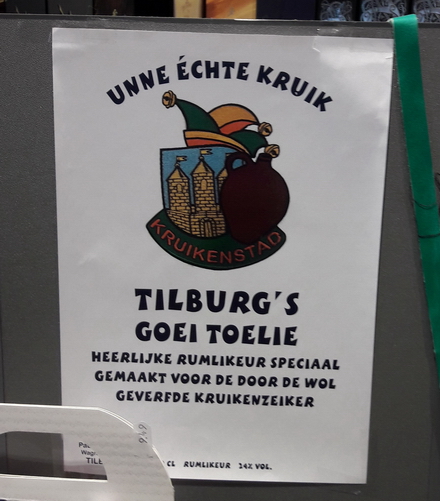 UNNE ÉCHTE KRUIK
KRUIKENSTAD
TILBURG'S
GOEI TOELIE
HEERLIJKE RUMLIKEUR SPECIAAL
GEMAAKT VOOR DE DOOR DE WOL
GEVERFDE KRUIKENZEIKER
CL RUMLIKEUR 24% VOL.